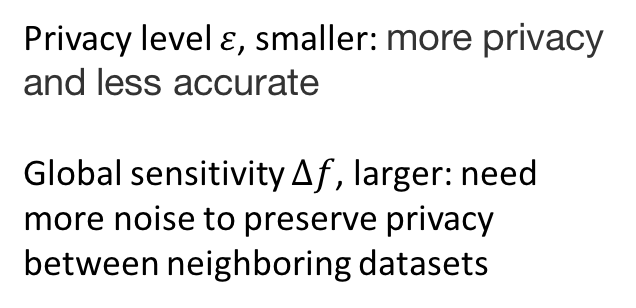 Privacy level ε, smaller: more privacy
and less accurate
Global sensitivity Δf, larger: need
more noise to preserve privacy
between neighboring datasets